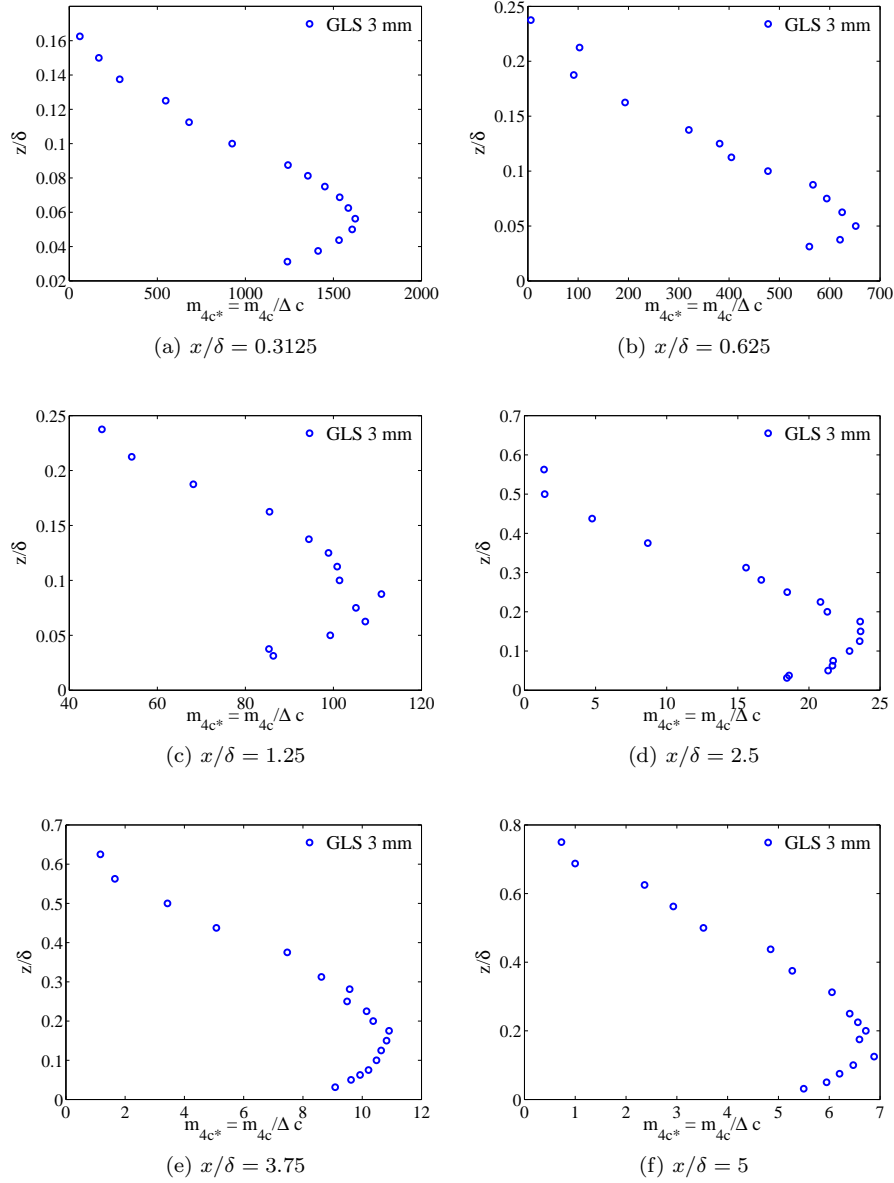 GLS 3 mm
0.16
0.14
0.12
0.1
0.08
0.06
0.04
0.02
z/δ
0 500 1000 1500 2000
m4c* = m4c/Δ c
(a) x/δ = 0.3125
GLS 3 mm
0.25
0.2
0.15
0.1
0.05
0
z/δ
0 100 200 300 400 500 600 700
m4c* = m4c/Δ c
(b) x/δ = 0.625
GLS 3 mm
0.25
0.2
0.15
0.1
0.05
0
z/δ
40 60 80 100 120
m4c* = m4c/Δ c
(c) x/δ = 1.25
GLS 3 mm
0.7
0.6
0.5
0.4
0.3
0.2
0.1
0
z/δ
0 5 10 15 20 25
m4c* = m4c/Δ c
(d) x/δ = 2.5
GLS 3 mm
0.7
0.6
0.5
0.4
0.3
0.2
0.1
0
z/δ
0 2 4 6 8 10 12
m4c* = m4c/Δ c
(e) x/δ = 3.75
GLS 3 mm
0.8
0.6
0.4
0.2
0
z/δ
0 1 2 3 4 5 6 7
m4c* = m4c/Δ c
(f) x/δ = 5